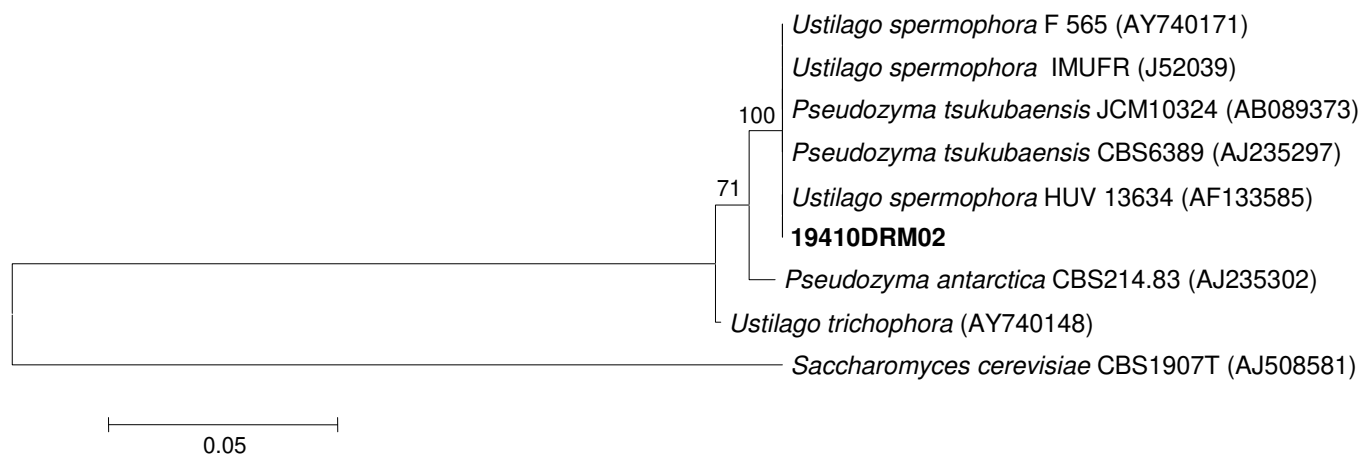 Ustilago spermophora F 565 (AY740171)
Ustilago spermophora IMUFR (J52039)
100
Pseudozyma tsukubaensis JCM10324 (AB089373)
Pseudozyma tsukubaensis CBS6389 (AJ235297)
71
Ustilago spermophora HUV 13634 (AF133585)
19410DRM02
Pseudozyma antarctica CBS214.83 (AJ235302)
Ustilago trichophora (AY740148)
Saccharomyces cerevisiae CBS1907T (AJ508581)
0.05